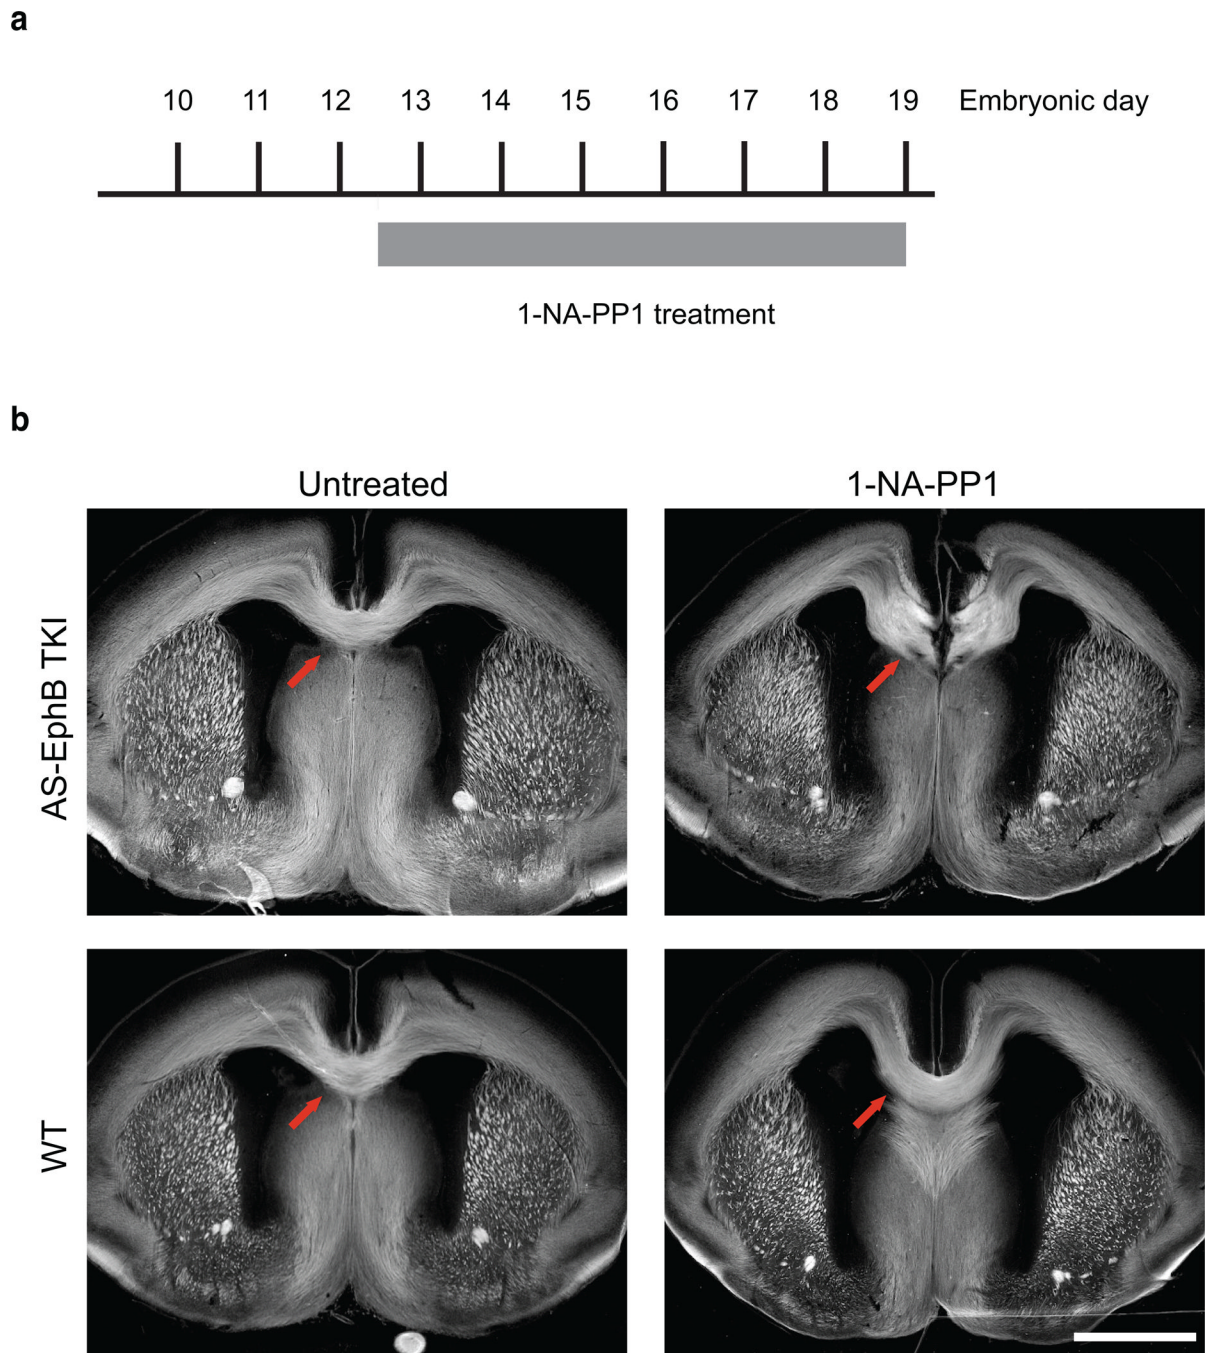 a
10 11 12 13 14 15 16 17 18 19 Embryonic day
1-NA-PP1 treatment
b
Untreated 1-NA-PP1
AS-EphB TKI
WT